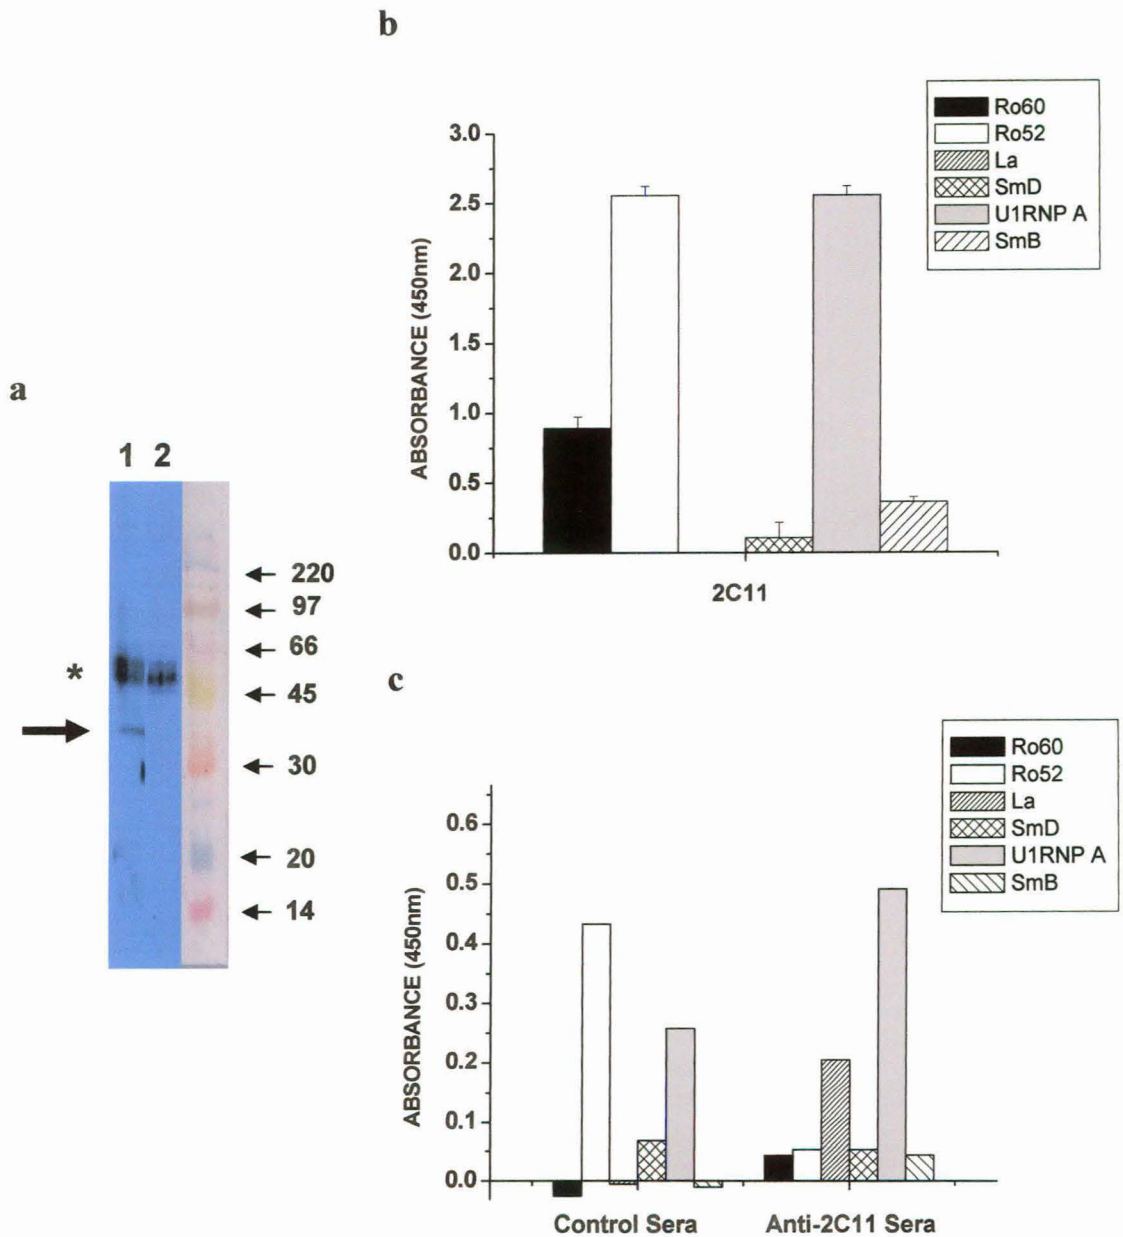 b
Ro60
Ro52
La
SmD
U1RNP A
SmB
3.0
2.5
2.0
1.5
1.0
0.5
0.0
ABSORBANCE (450nm)
2C11
a
1 2
220
97
66
*
45
30
20
14
c
Ro60
Ro52
La
SmD
U1RNP A
SmB
0.6
0.5
0.4
0.3
0.2
0.1
0.0
ABSORBANCE (450nm)
Control Sera Anti-2C11 Sera